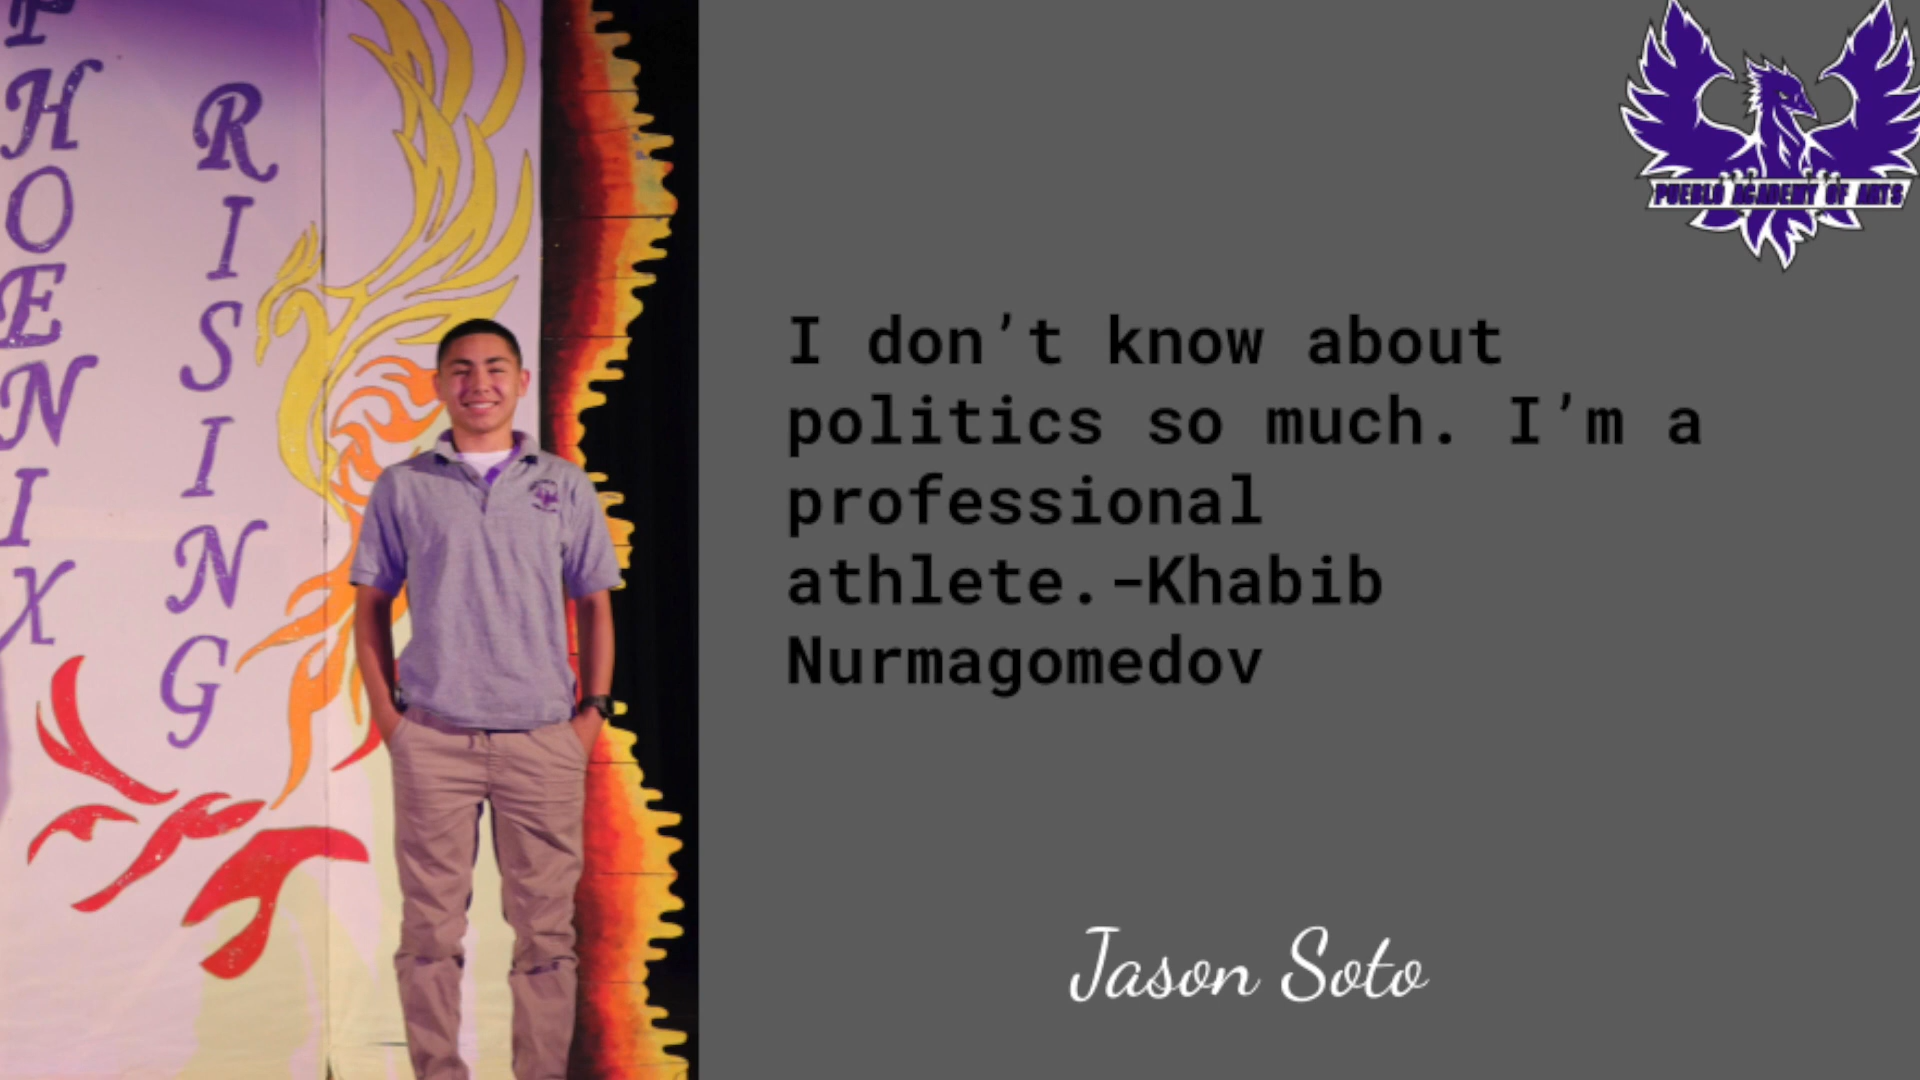 PHOENIX
RISING
PUEBLO ACADEMY OF ARTS
I don’t know about
politics so much. I’m a
professional
athlete.-Khabib
Nurmagomedov
Jason Soto